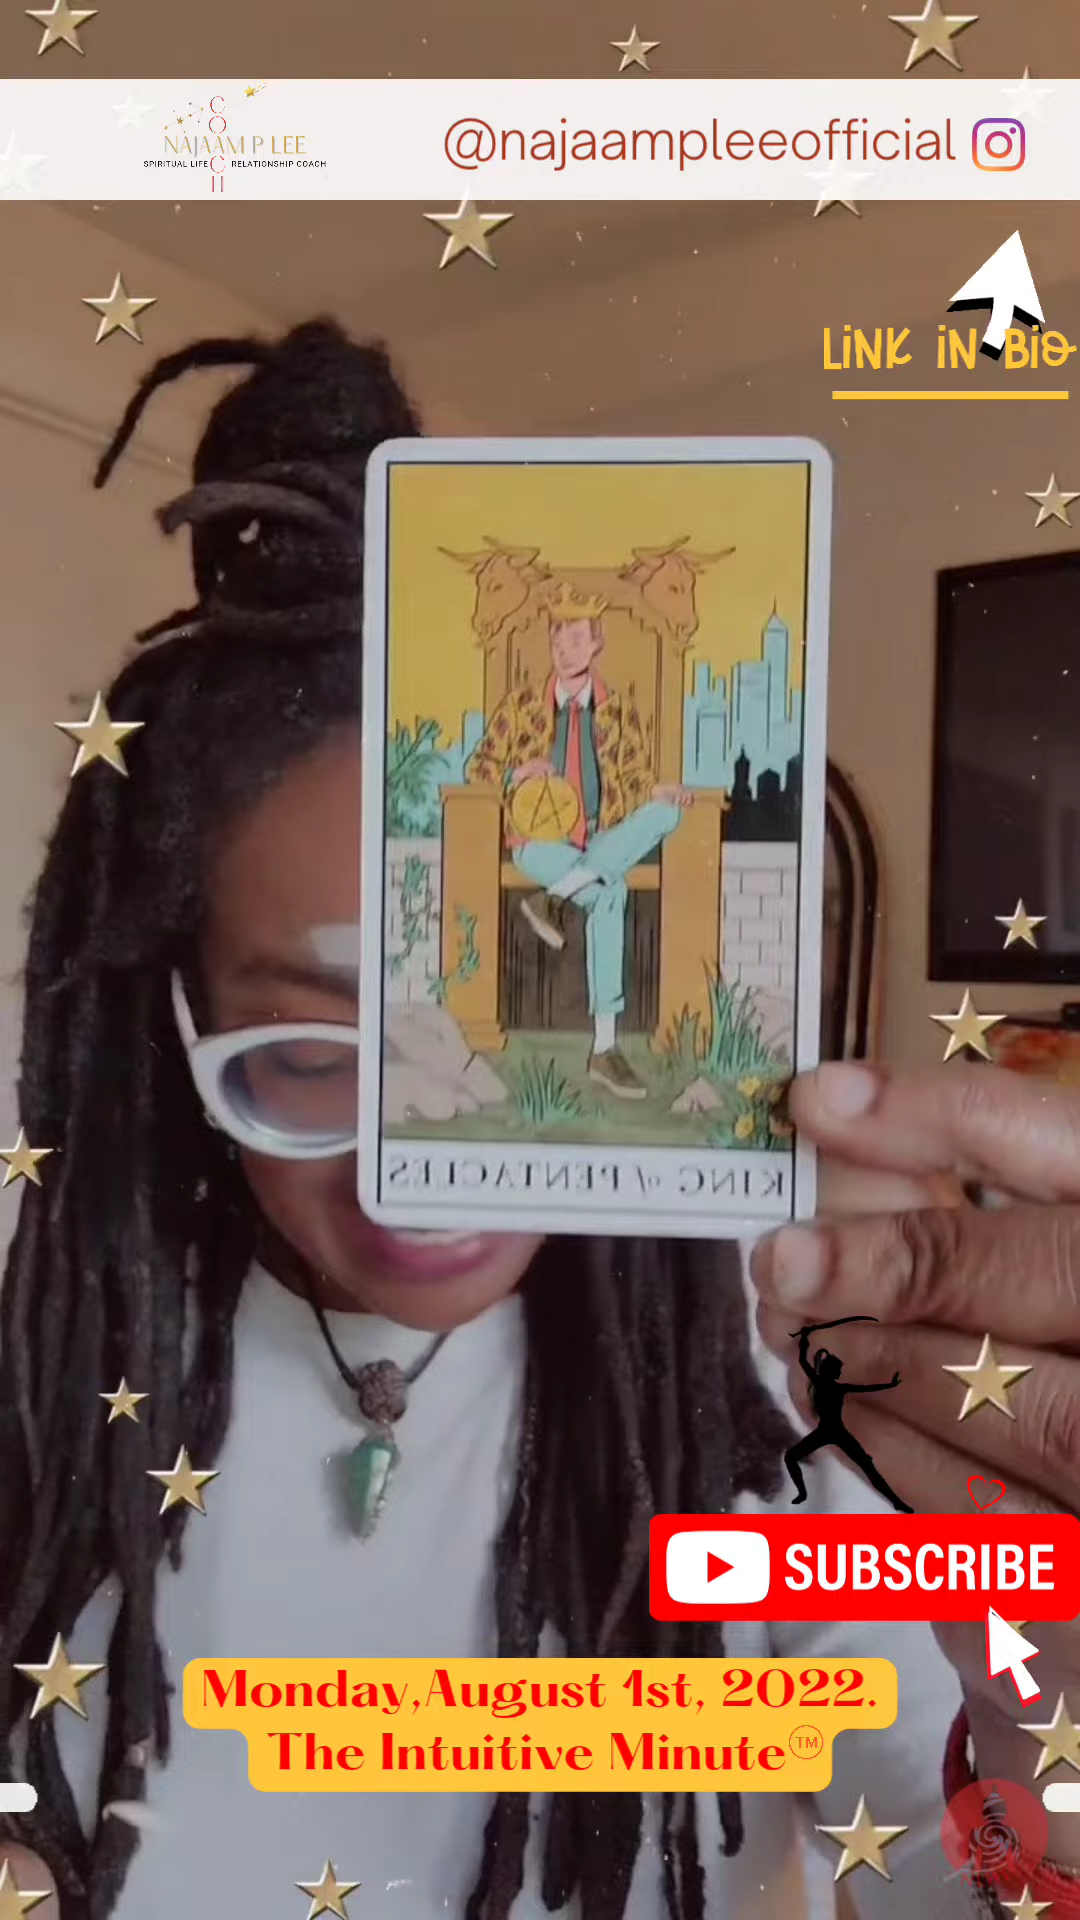 COACH
NAJAAM P LEE
SPIRITUAL LIFE RELATIONSHIP COACH
@najaampleeofficial
LiNK iN BiO
KING of PENTACLES
SUBSCRIBE
Monday,August 1st, 2022.
The Intuitive Minute™